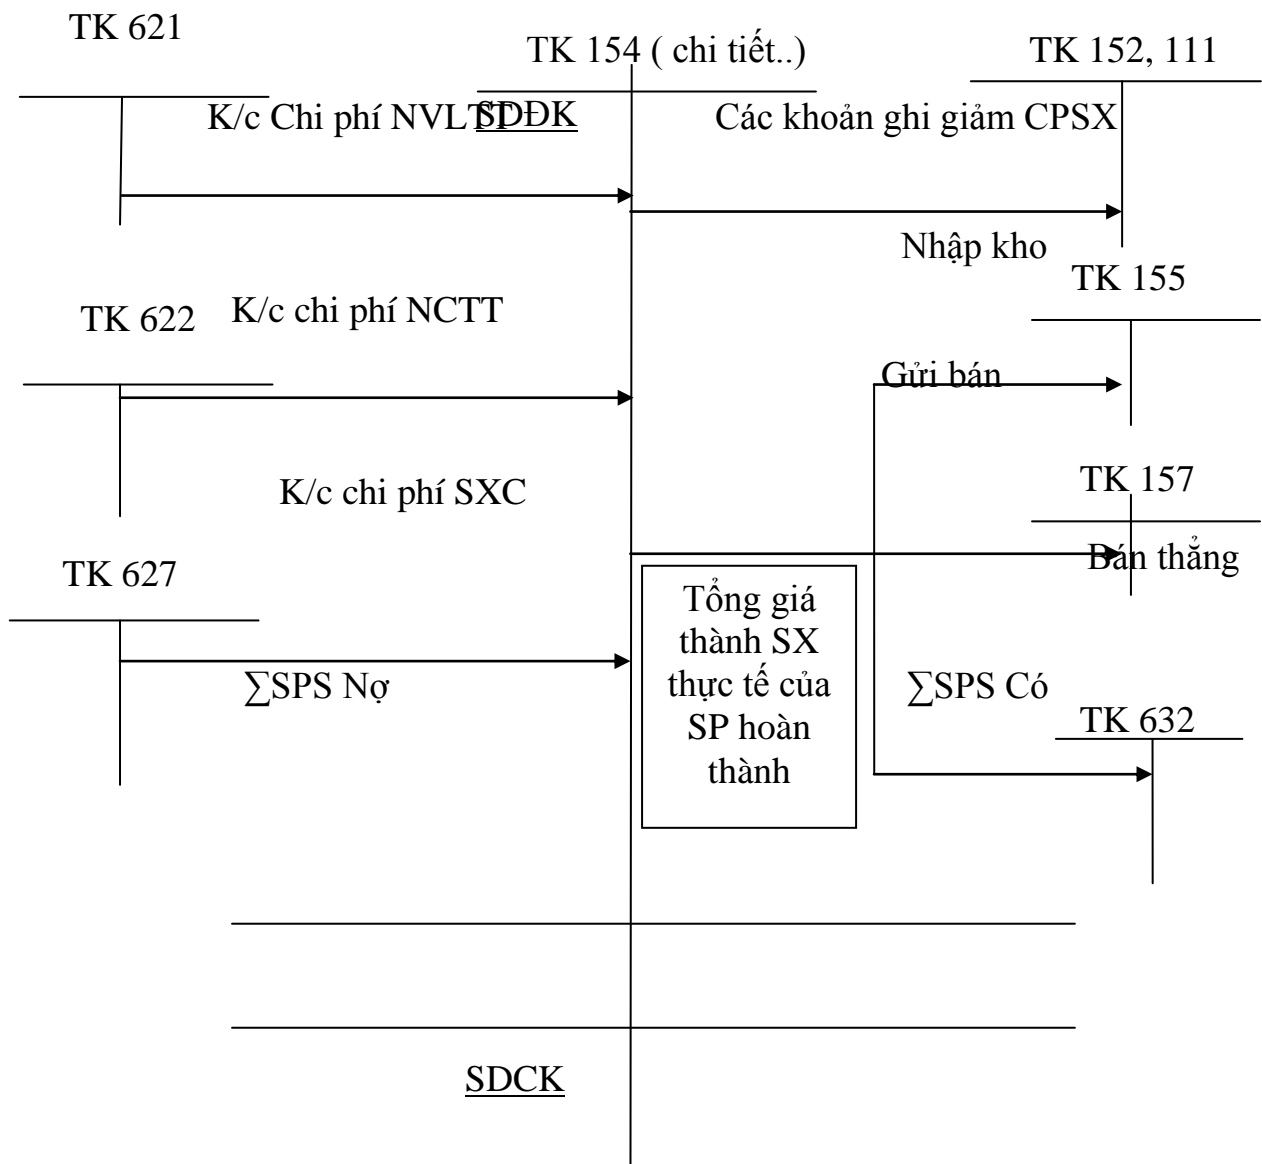 TK 621
TK 154 ( chi tiết..)
TK 152, 111
K/c Chi phí NVLTT
SDĐK
Các khoản ghi giảm CPSX
Nhập kho
TK 155
TK 622
K/c chi phí NCTT
Gửi bán
K/c chi phí SXC
TK 157
Bán thẳng
TK 627
Tổng giá
thành SX
thực tế của
SP hoàn
thành
∑SPS Nợ
∑SPS Có
TK 632
SDCK